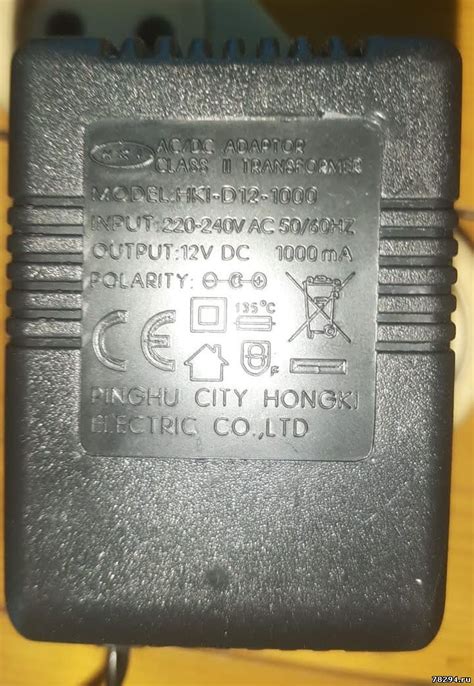 AC/DC ADAPTOR
CLASS II TRANSFORMER
MODEL:HKI-D12-1000
INPUT: 220-240V AC 50/60HZ
OUTPUT:12V DC 1000mA
POLARITY:
135°C
CE
F
PINGHU CITY HONGKI
ELECTRIC CO.,LTD
78294.ru